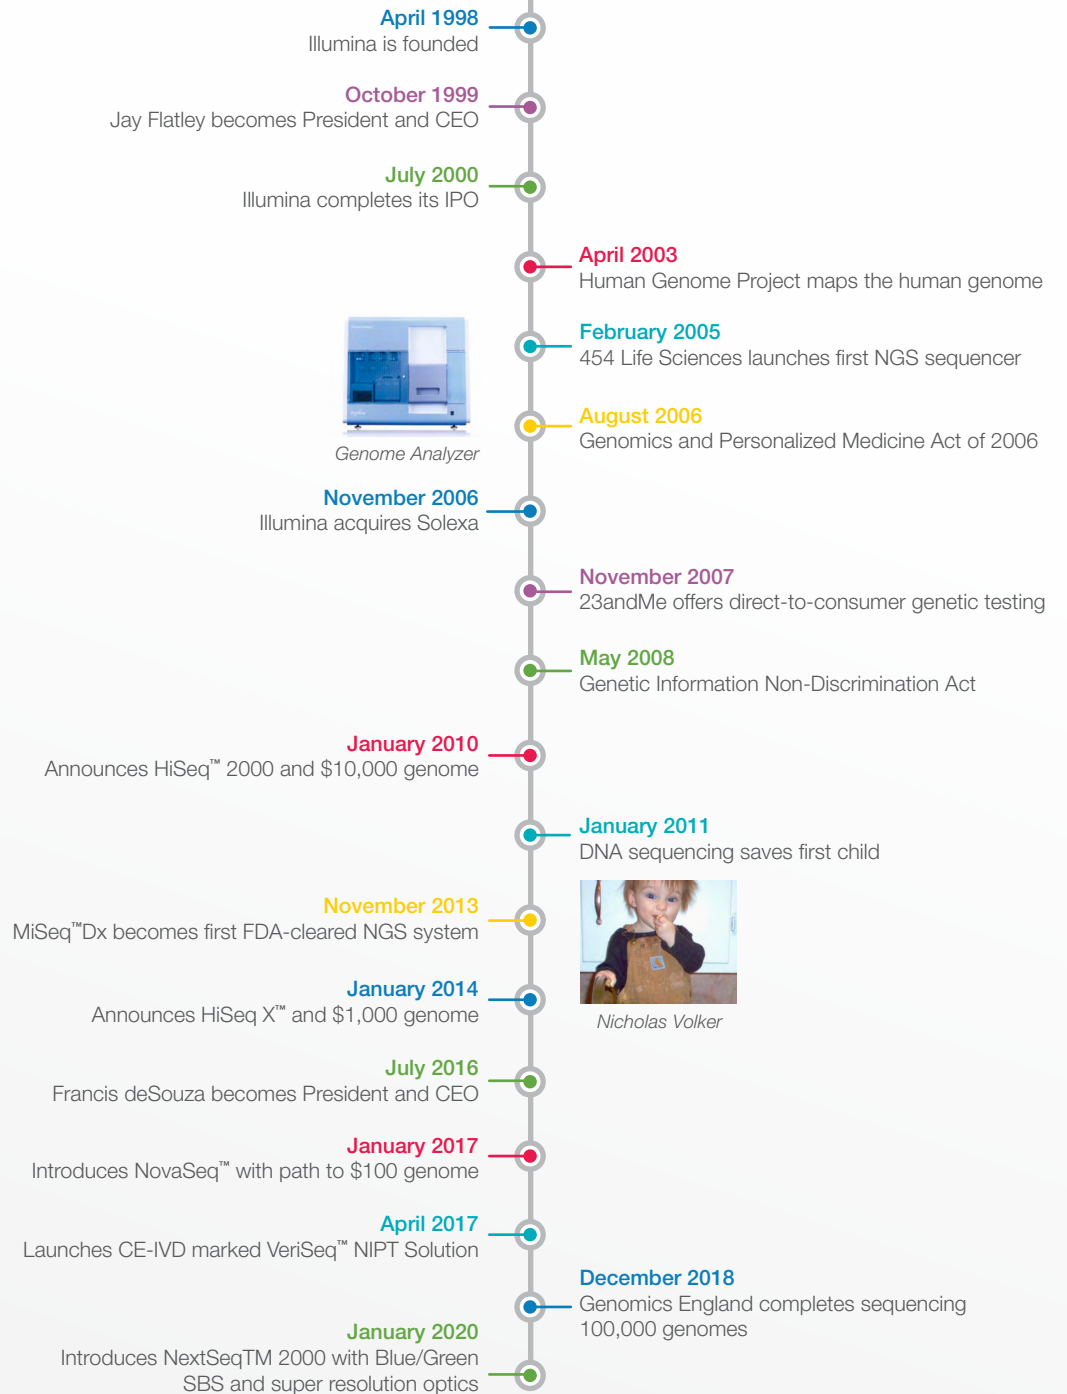 April 1998
Illumina is founded
October 1999
Jay Flatley becomes President and CEO
July 2000
Illumina completes its IPO
April 2003
Human Genome Project maps the human genome
February 2005
454 Life Sciences launches first NGS sequencer
August 2006
Genomics and Personalized Medicine Act of 2006
Genome Analyzer
November 2006
Illumina acquires Solexa
November 2007
23andMe offers direct-to-consumer genetic testing
May 2008
Genetic Information Non-Discrimination Act
January 2010
Announces HiSeq™ 2000 and $10,000 genome
January 2011
DNA sequencing saves first child
Nicholas Volker
November 2013
MiSeq™Dx becomes first FDA-cleared NGS system
January 2014
Announces HiSeq X™ and $1,000 genome
July 2016
Francis deSouza becomes President and CEO
January 2017
Introduces NovaSeq™ with path to $100 genome
April 2017
Launches CE-IVD marked VeriSeq™ NIPT Solution
December 2018
Genomics England completes sequencing
100,000 genomes
January 2020
Introduces NextSeqTM 2000 with Blue/Green
SBS and super resolution optics